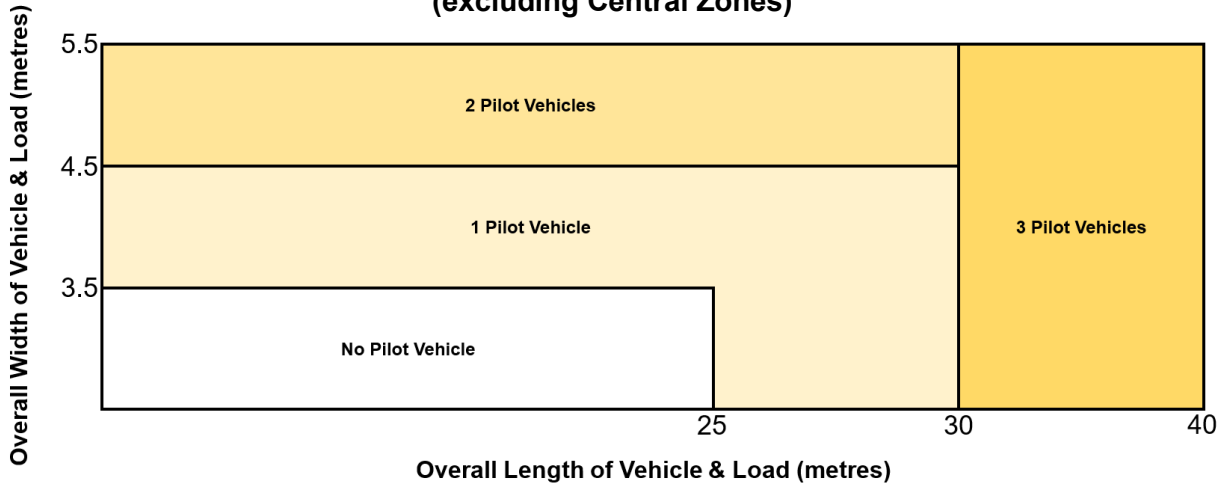 (excluding Central Zones)
Overall Width of Vehicle & Load (metres)
5.5
2 Pilot Vehicles
4.5
1 Pilot Vehicle
3 Pilot Vehicles
3.5
No Pilot Vehicle
25
30
40
Overall Length of Vehicle & Load (metres)